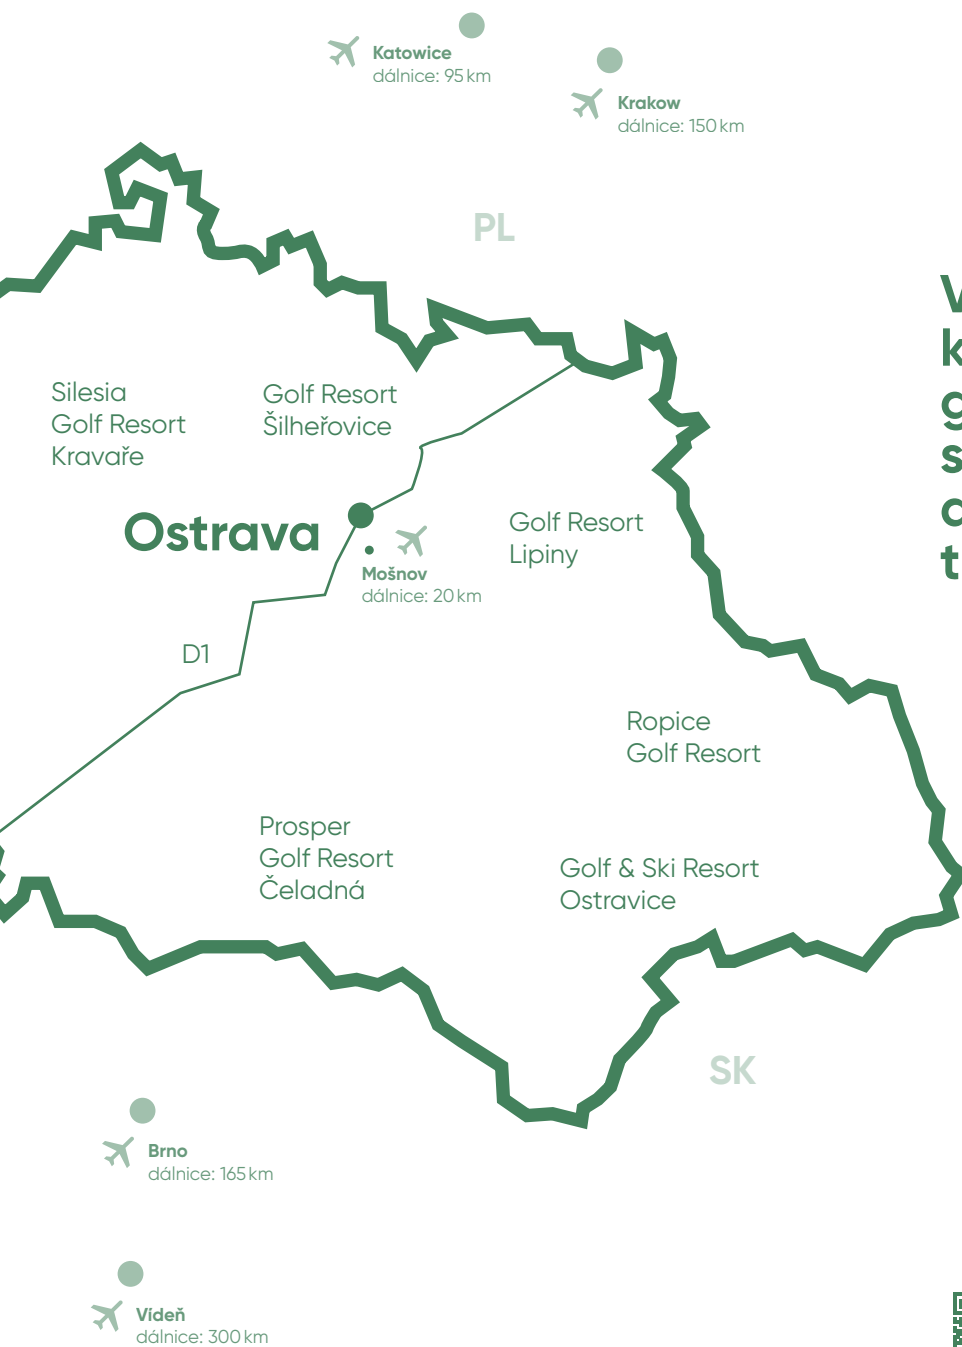 Katowice
dálnice: 95 km
Krakow
dálnice: 150 km
PL
Silesia
Golf Resort
Kravaře
Golf Resort
Šilheřovice
Ostrava
Mošnov
dálnice: 20 km
Golf Resort
Lipiny
D1
Ropice
Golf Resort
Prosper
Golf Resort
Čeladná
Golf & Ski Resort
Ostravice
SK
Brno
dálnice: 165 km
Vídeň
dálnice: 300 km